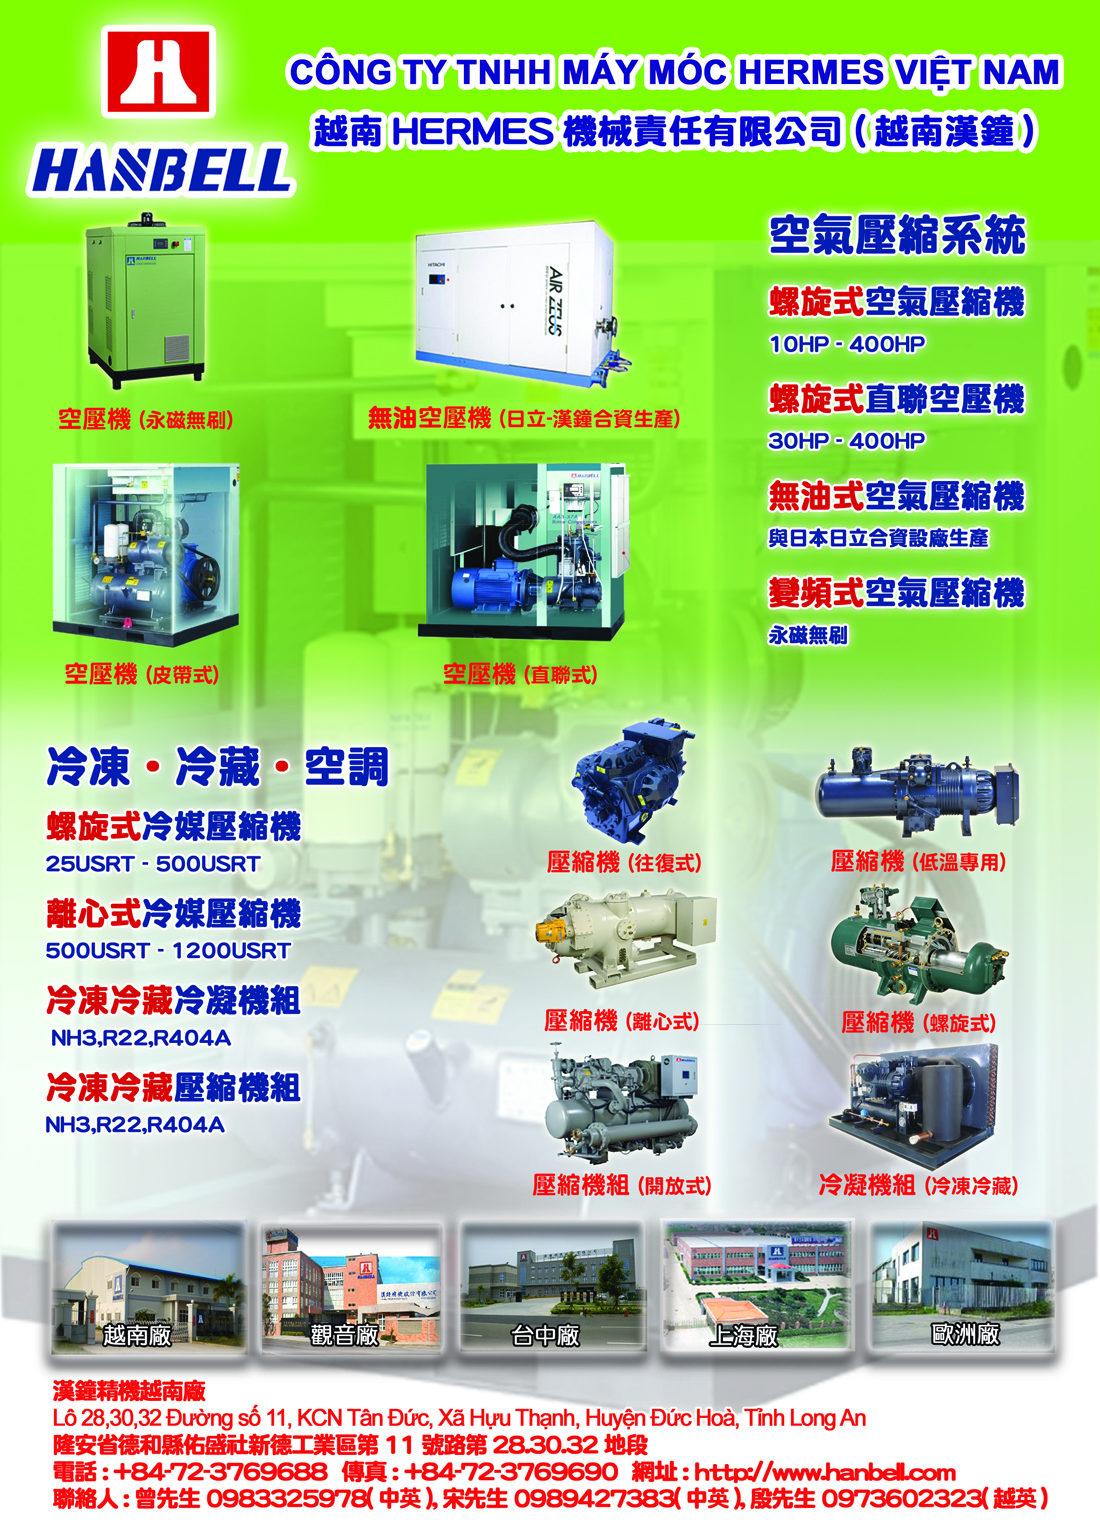 HANBELL
CÔNG TY TNHH MÁY MÓC HERMES VIỆT NAM
越南 HERMES 機械責任有限公司 ( 越南漢鐘 )
空氣壓縮系統
螺旋式空氣壓縮機
10HP - 400HP
螺旋式直聯空壓機
30HP - 400HP
無油式空氣壓縮機
與日本日立合資設廠生產
變頻式空氣壓縮機
永磁無刷
HANBELL
HITACHI
AIR ZEUS
空壓機 (永磁無刷)
無油空壓機 (日立-漢鐘合資生產)
HANBELL
空壓機 (皮帶式)
空壓機 (直聯式)
冷凍・冷藏・空調
螺旋式冷媒壓縮機
25USRT - 500USRT
離心式冷媒壓縮機
500USRT - 1200USRT
冷凍冷藏冷凝機組
NH3,R22,R404A
冷凍冷藏壓縮機組
NH3,R22,R404A
壓縮機 (往復式)
壓縮機 (低溫專用)
壓縮機 (離心式)
壓縮機 (螺旋式)
壓縮機組 (開放式)
冷凝機組 (冷凍冷藏)
HANBELL
漢鐘精機股份有限公司
HANBELL
越南廠
觀音廠
台中廠
上海廠
歐洲廠
漢鐘精機越南廠
Lô 28,30,32 Đường số 11, KCN Tân Đức, Xã Hựu Thạnh, Huyện Đức Hoà, Tỉnh Long An
隆安省德和縣佑盛社新德工業區第 11 號路第 28.30.32 地段
電話 : +84-72-3769688 傳真 : +84-72-3769690 網址 : http://www.hanbell.com
聯絡人 : 曾先生 0983325978( 中英 ), 宋先生 0989427383( 中英 ), 殷先生 0973602323( 越英 )